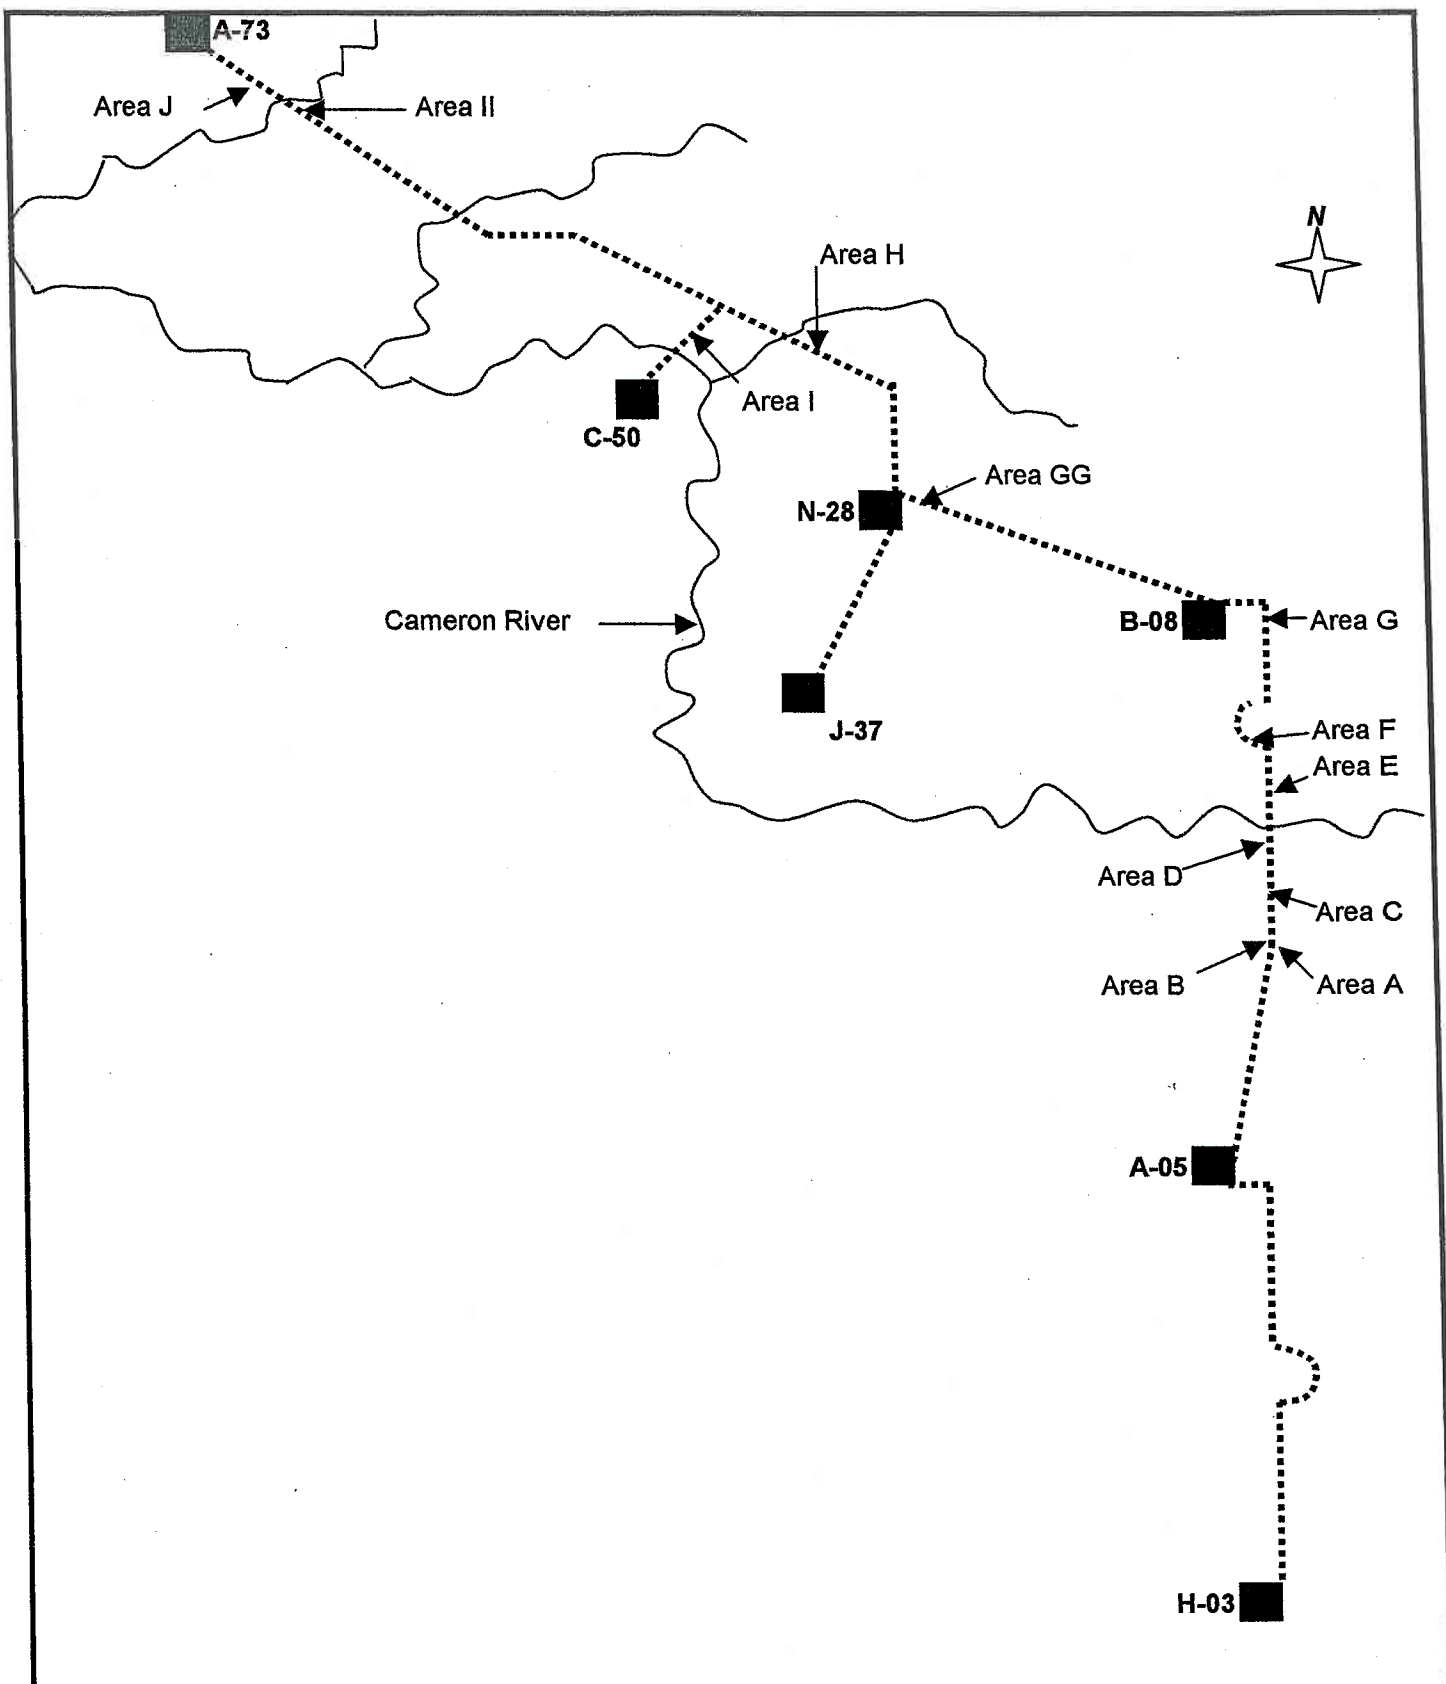 A-73
Area J
Area II
N
Area H
Area I
C-50
Area GG
N-28
Cameron River
B-08
Area G
J-37
Area F
Area E
Area D
Area C
Area B
Area A
A-05
H-03